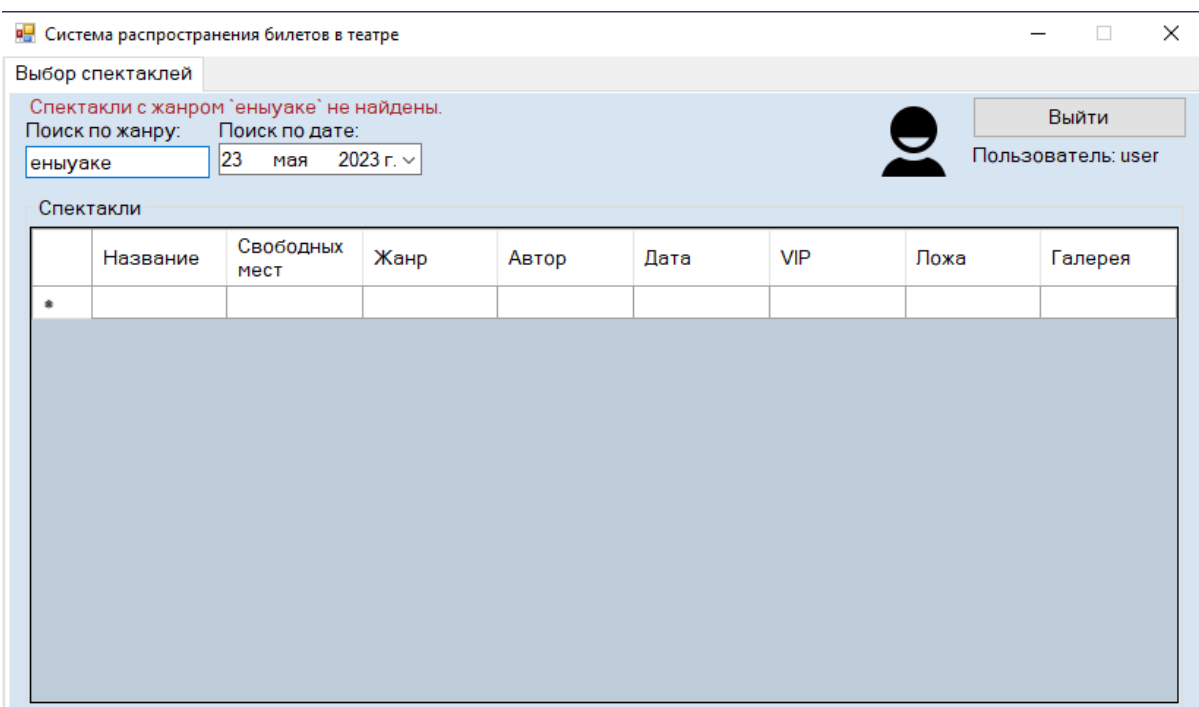 Система распространения билетов в театре
Выбор спектаклей
Спектакли с жанром `еныуаке` не найдены.
Выйти
Поиск по жанру: Поиск по дате:
еныуаке 23 мая 2023 г.
Пользователь: user
Спектакли
Название Свободных мест Жанр Автор Дата VIP Ложа Галерея
*